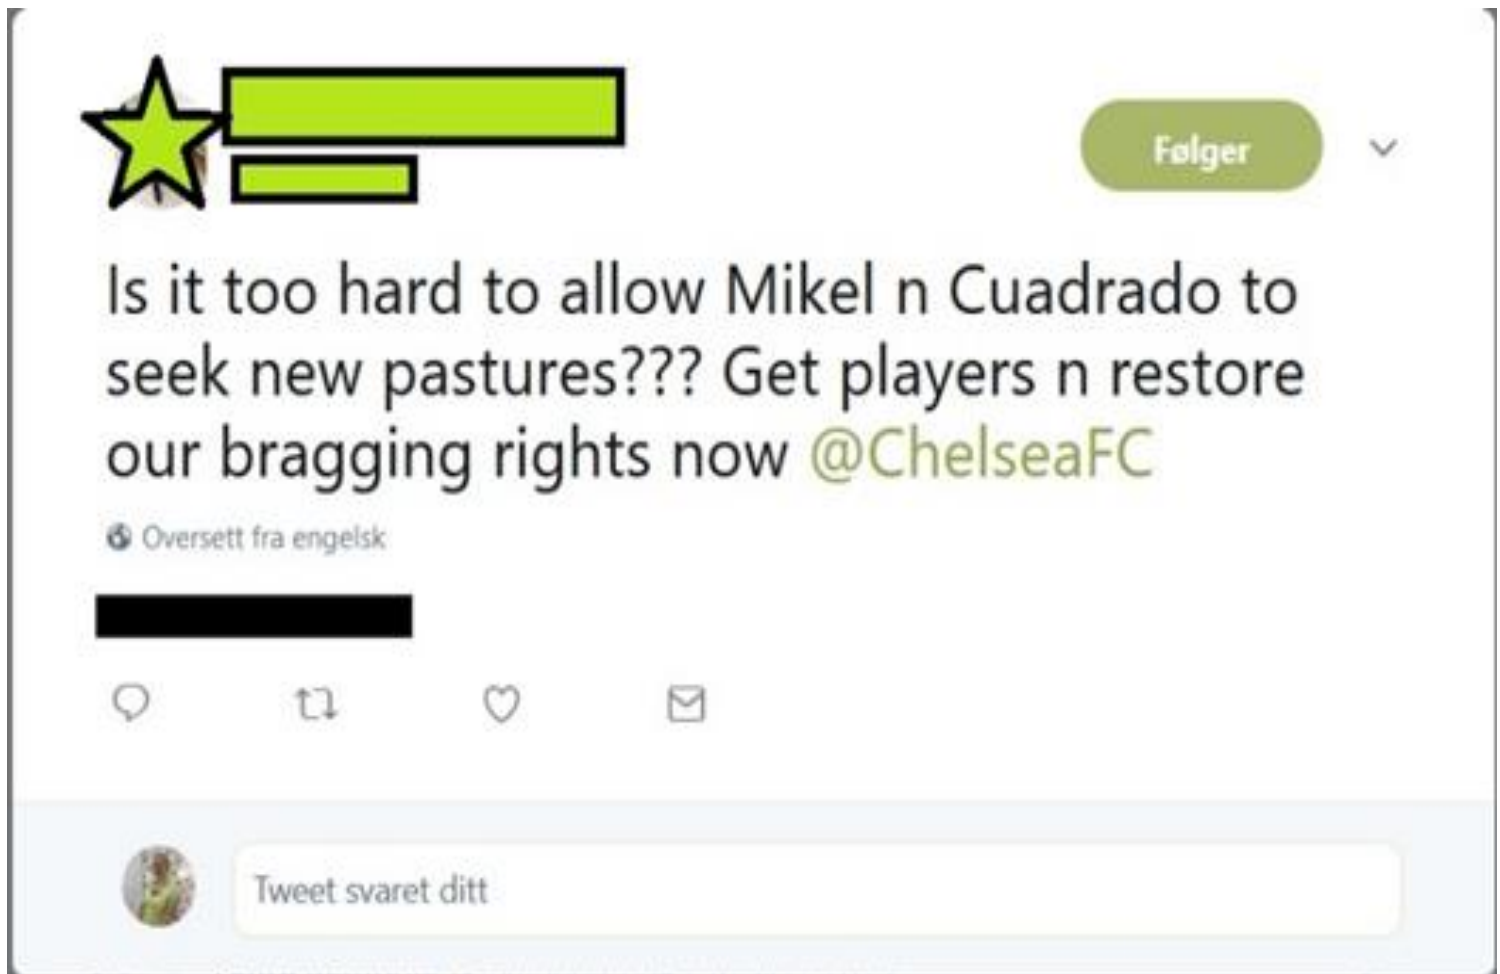 Følger
Is it too hard to allow Mikel n Cuadrado to
seek new pastures??? Get players n restore
our bragging rights now @ChelseaFC
Oversett fra engelsk
Tweet svaret ditt